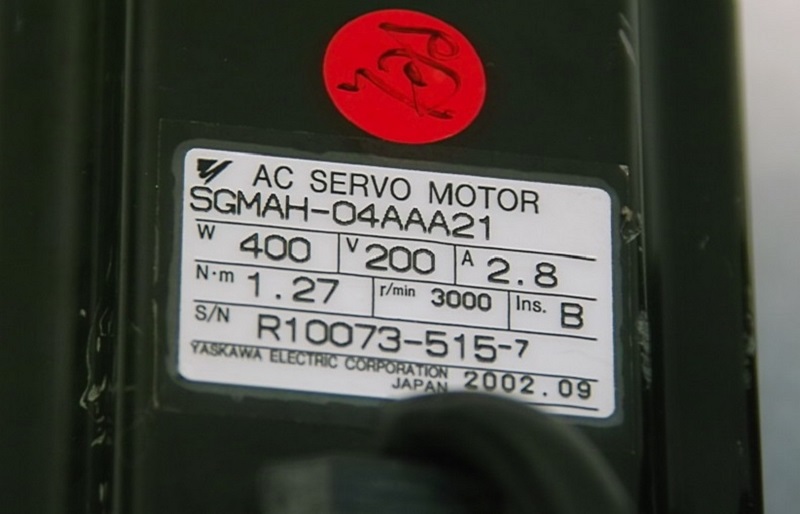 AC SERVO MOTOR
SGMAH-04AAA21
W 400 V 200 A 2.8
N·m 1.27 r/min 3000 Ins. B
S/N R10073-515-7
YASKAWA ELECTRIC CORPORATION
JAPAN 2002.09